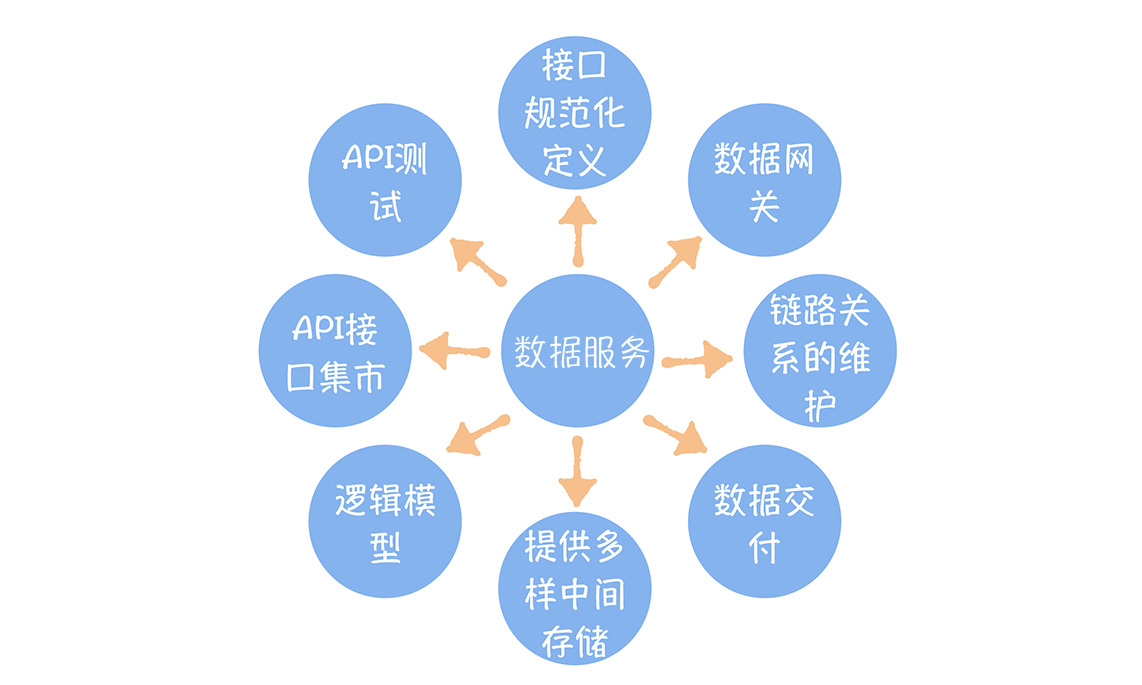 接口
规范化
定义
API测
试
数据网
关
API接
口集市
数据服务
链路关
系的维
护
逻辑模
型
提供多
样中间
存储
数据交
付